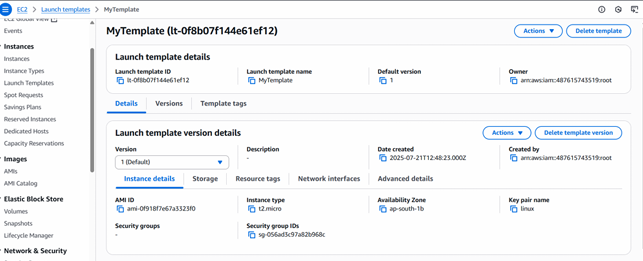 EC2 > Launch templates > MyTemplate
EC2 Global View
Events
Instances
Instances
Instance Types
Launch Templates
Spot Requests
Savings Plans
Reserved Instances
Dedicated Hosts
Capacity Reservations
Images
AMIs
AMI Catalog
Elastic Block Store
Volumes
Snapshots
Lifecycle Manager
Network & Security
MyTemplate (lt-0f8b07f144e61ef12)
Actions
Delete template
Launch template details
Launch template ID
lt-0f8b07f144e61ef12
Launch template name
MyTemplate
Default version
1
Owner
arn:aws:iam::487615743519:root
Details
Versions
Template tags
Launch template version details
Actions
Delete template version
Version
1 (Default)
Description
-
Date created
2025-07-21T12:48:23.000Z
Created by
arn:aws:iam::487615743519:root
Instance details
Storage
Resource tags
Network interfaces
Advanced details
AMI ID
ami-0f918f7e67a3323f0
Instance type
t2.micro
Availability Zone
ap-south-1b
Key pair name
linux
Security groups
-
Security group IDs
sg-056ad3c97a82b968c